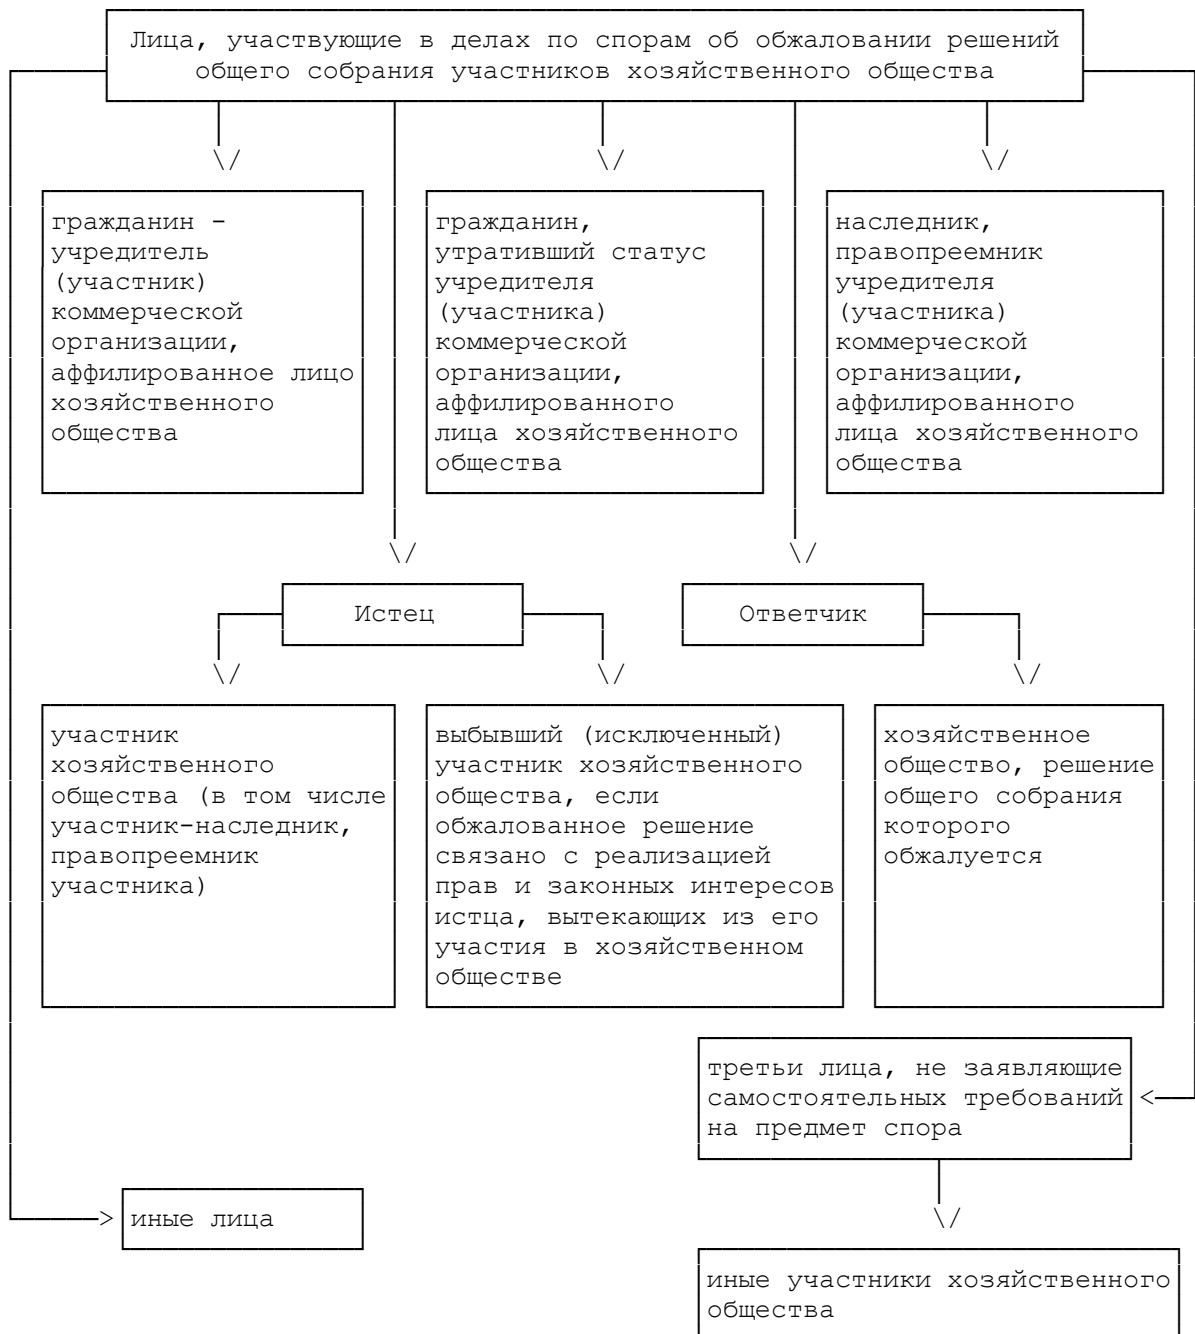 Лица, участвующие в делах по спорам об обжаловании решений
общего собрания участников хозяйственного общества
гражданин -
учредитель
(участник)
коммерческой
организации,
аффилированное лицо
хозяйственного
общества
гражданин,
утративший статус
учредителя
(участника)
коммерческой
организации,
аффилированного
лица хозяйственного
общества
наследник,
правопреемник
учредителя
(участника)
коммерческой
организации,
аффилированного
лица хозяйственного
общества
Истец
Ответчик
участник
хозяйственного
общества (в том числе
участник-наследник,
правопреемник
участника)
выбывший (исключенный)
участник хозяйственного
общества, если
обжалованное решение
связано с реализацией
прав и законных интересов
истца, вытекающих из его
участия в хозяйственном
обществе
хозяйственное
общество, решение
общего собрания
которого
обжалуется
третьи лица, не заявляющие
самостоятельных требований
на предмет спора
иные лица
иные участники хозяйственного
общества